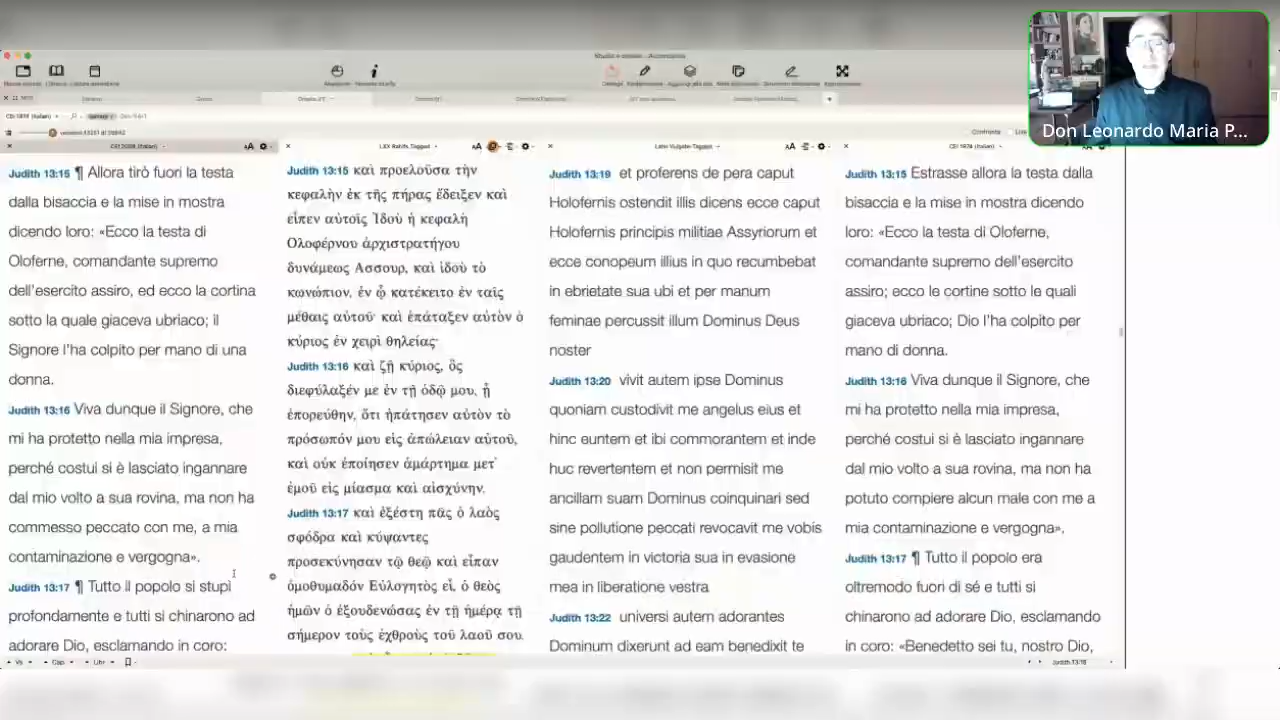 Studio e omelie - Accordance
CEI 2008 (Italian)
LXX Rahlfs Tagged
Latin Vulgate-Tagged
CEI 1974 (Italian)
Judith 13:15 ¶ Allora tirò fuori la testa
dalla bisaccia e la mise in mostra
dicendo loro: «Ecco la testa di
Oloferne, comandante supremo
dell'esercito assiro, ed ecco la cortina
sotto la quale giaceva ubriaco; il
Signore l'ha colpito per mano di una
donna.
Judith 13:16 Viva dunque il Signore, che
mi ha protetto nella mia impresa,
perché costui si è lasciato ingannare
dal mio volto a sua rovina, ma non ha
commesso peccato con me, a mia
contaminazione e vergogna».
Judith 13:17 ¶ Tutto il popolo si stupì
profondamente e tutti si chinarono ad
adorare Dio, esclamando in coro:
Judith 13:15 καὶ προελοῦσα τὴν
κεφαλὴν ἐκ τῆς πήρας ἔδειξεν καὶ
εἶπεν αὐτοῖς Ἰδοὺ ἡ κεφαλὴ
Ολοφέρνου ἀρχιστρατήγου
δυνάμεως Ασσουρ, καὶ ἰδοὺ τὸ
κωνώπιον, ἐν ᾧ κατέκειτο ἐν ταῖς
μέθαις αὐτοῦ· καὶ ἐπάταξεν αὐτὸν ὁ
κύριος ἐν χειρὶ θηλείας·
Judith 13:16 καὶ ζῇ κύριος, ὃς
διεφύλαξέν με ἐν τῇ ὁδῷ μου, ᾗ
ἐπορεύθην, ὅτι ἠπάτησεν αὐτὸν τὸ
πρόσωπόν μου εἰς ἀπώλειαν αὐτοῦ,
καὶ οὐκ ἐποίησεν ἁμάρτημα μετ᾿
ἐμοῦ εἰς μίασμα καὶ αἰσχύνην.
Judith 13:17 καὶ ἐξέστη πᾶς ὁ λαὸς
σφόδρα καὶ κύψαντες
προσεκύνησαν τῷ θεῷ καὶ εἶπαν
ὁμοθυμαδόν Εὐλογητὸς εἶ, ὁ θεὸς
ἡμῶν ὁ ἐξουδενώσας ἐν τῇ ἡμέρᾳ τῇ
σήμερον τοὺς ἐχθροὺς τοῦ λαοῦ σου.
Judith 13:19 et proferens de pera caput
Holofernis ostendit illis dicens ecce caput
Holofernis principis militiae Assyriorum et
ecce conopeum illius in quo recumbebat
in ebrietate sua ubi et per manum
feminae percussit illum Dominus Deus
noster
Judith 13:20 vivit autem ipse Dominus
quoniam custodivit me angelus eius et
hinc euntem et ibi commorantem et inde
huc revertentem et non permisit me
ancillam suam Dominus coinquinari sed
sine pollutione peccati revocavit me vobis
gaudentem in victoria sua in evasione
mea in liberatione vestra
Judith 13:22 universi autem adorantes
Dominum dixerunt ad eam benedixit te
Judith 13:15 Estrasse allora la testa dalla
bisaccia e la mise in mostra dicendo
loro: «Ecco la testa di Oloferne,
comandante supremo dell'esercito
assiro; ecco le cortine sotto le quali
giaceva ubriaco; Dio l'ha colpito per
mano di donna.
Judith 13:16 Viva dunque il Signore, che
mi ha protetto nella mia impresa,
perché costui si è lasciato ingannare
dal mio volto a sua rovina, ma non ha
potuto compiere alcun male con me a
mia contaminazione e vergogna».
Judith 13:17 ¶ Tutto il popolo era
oltremodo fuori di sé e tutti si
chinarono ad adorare Dio, esclamando
in coro: «Benedetto sei tu, nostro Dio,
Don Leonardo Maria P...